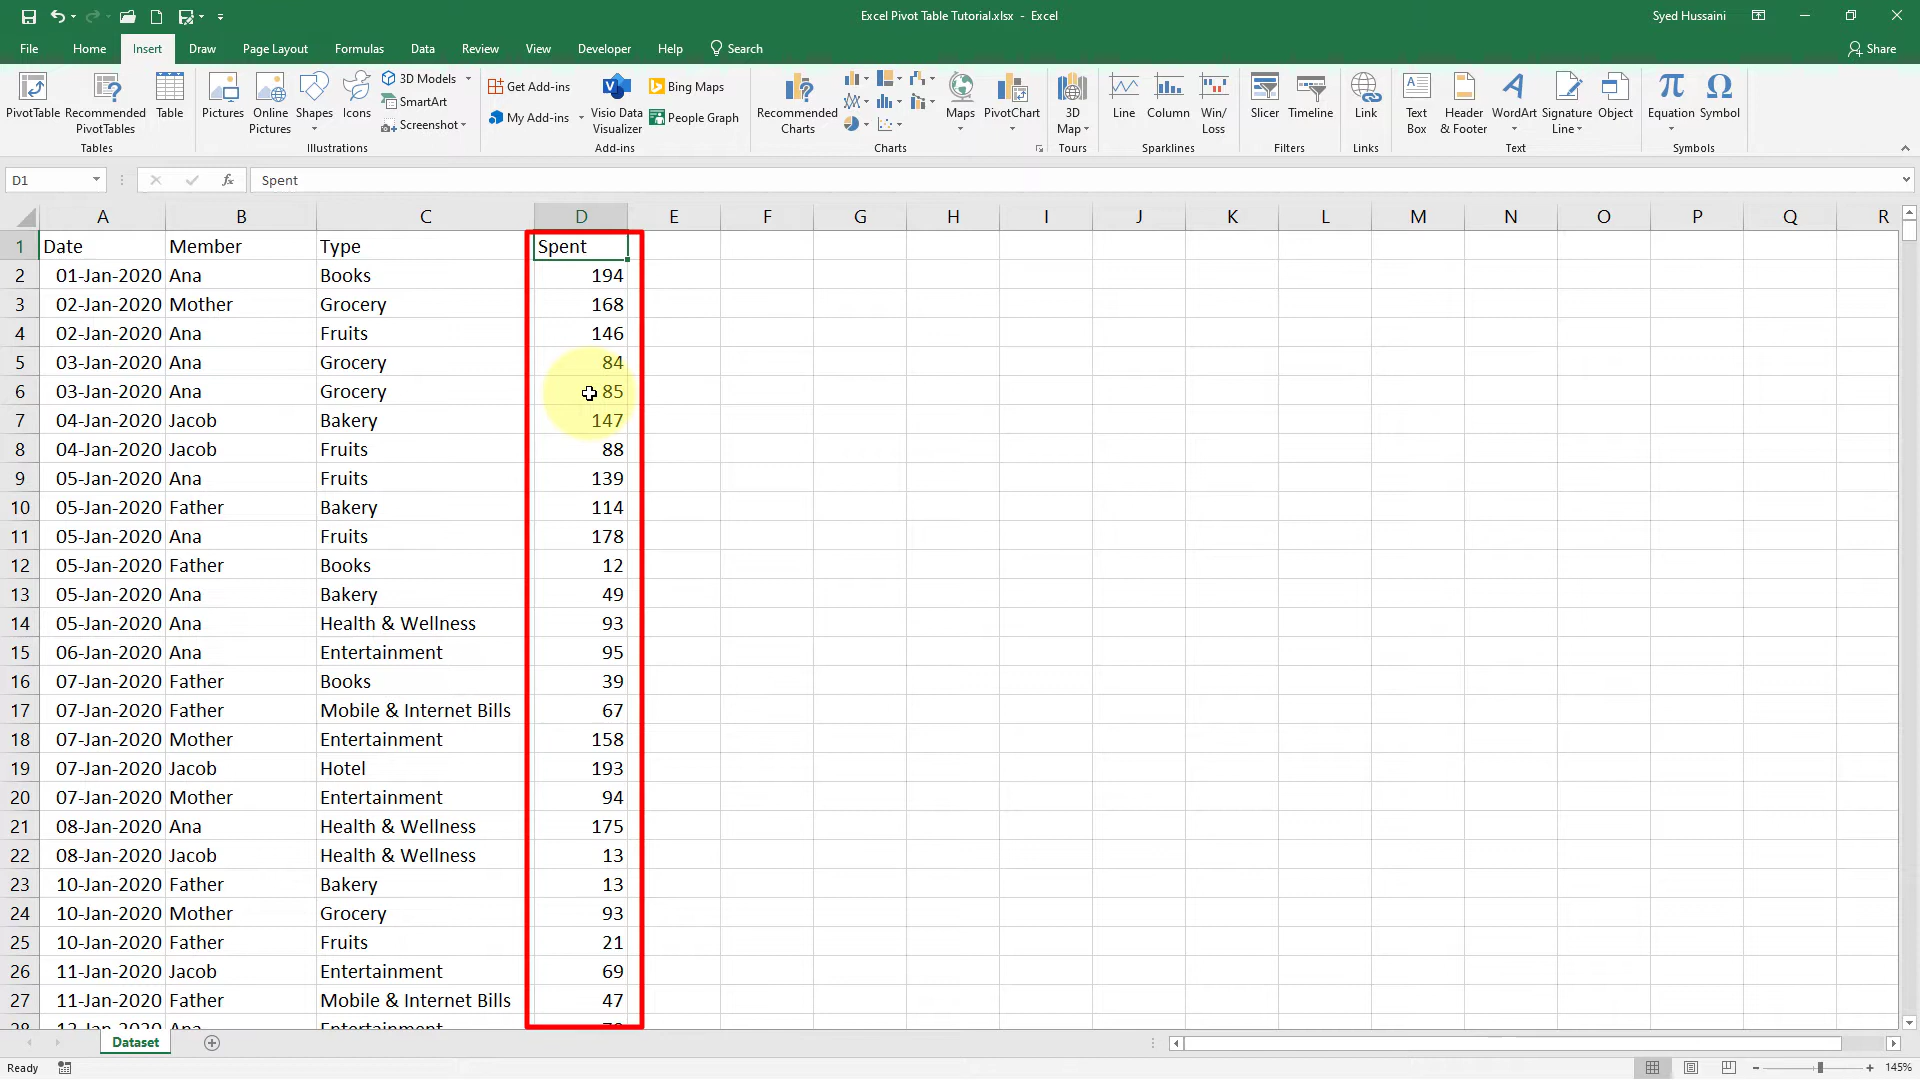 Excel Pivot Table Tutorial.xlsx - Excel
Syed Hussaini
File Home Insert Draw Page Layout Formulas Data Review View Developer Help Search Share
PivotTable Recommended PivotTables Table
Tables
Pictures Online Pictures Shapes Icons 3D Models SmartArt Screenshot
Illustrations
Get Add-ins My Add-ins Visio Data Visualizer Bing Maps People Graph
Add-ins
Recommended Charts Maps PivotChart
Charts
3D Map
Tours
Line Column Win/Loss
Sparklines
Slicer Timeline
Filters
Link
Links
Text Box Header & Footer WordArt Signature Line Object
Text
Equation Symbol
Symbols
D1 fx Spent
A B C D E F G H I J K L M N O P Q R
1 Date Member Type Spent
2 01-Jan-2020 Ana Books 194
3 02-Jan-2020 Mother Grocery 168
4 02-Jan-2020 Ana Fruits 146
5 03-Jan-2020 Ana Grocery 84
6 03-Jan-2020 Ana Grocery 85
7 04-Jan-2020 Jacob Bakery 147
8 04-Jan-2020 Jacob Fruits 88
9 05-Jan-2020 Ana Fruits 139
10 05-Jan-2020 Father Bakery 114
11 05-Jan-2020 Ana Fruits 178
12 05-Jan-2020 Father Books 12
13 05-Jan-2020 Ana Bakery 49
14 05-Jan-2020 Ana Health & Wellness 93
15 06-Jan-2020 Ana Entertainment 95
16 07-Jan-2020 Father Books 39
17 07-Jan-2020 Father Mobile & Internet Bills 67
18 07-Jan-2020 Mother Entertainment 158
19 07-Jan-2020 Jacob Hotel 193
20 07-Jan-2020 Mother Entertainment 94
21 08-Jan-2020 Ana Health & Wellness 175
22 08-Jan-2020 Jacob Health & Wellness 13
23 10-Jan-2020 Father Bakery 13
24 10-Jan-2020 Mother Grocery 93
25 10-Jan-2020 Father Fruits 21
26 11-Jan-2020 Jacob Entertainment 69
27 11-Jan-2020 Father Mobile & Internet Bills 47
28 12-Jan-2020 Ana Entertainment
Dataset
Ready
145%